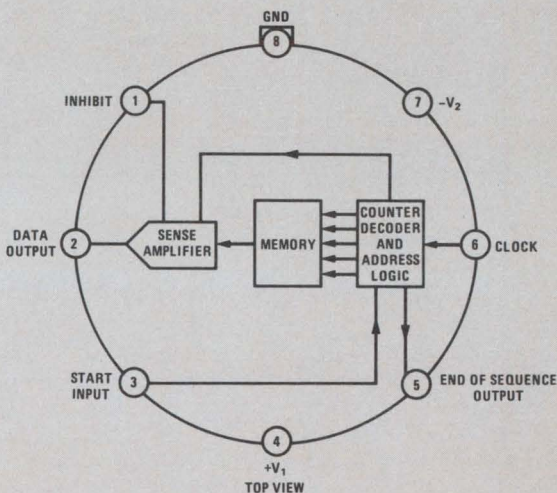 GND
8
INHIBIT
1
7
–V2
DATA
OUTPUT
2
SENSE
AMPLIFIER
MEMORY
COUNTER
DECODER
AND
ADDRESS
LOGIC
6
CLOCK
START
INPUT
3
5
END OF SEQUENCE
OUTPUT
4
+V1
TOP VIEW